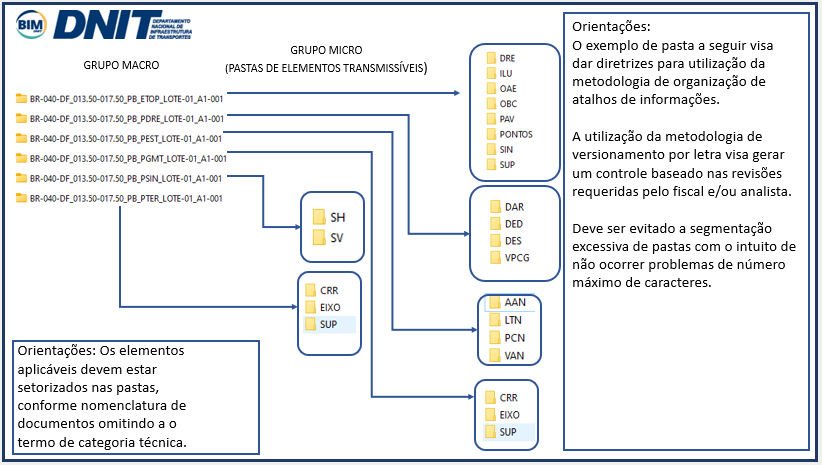 BIM
DNIT
DNIT
DEPARTAMENTO
NACIONAL DE
INFRAESTRUTURA
DE TRANSPORTES
GRUPO MACRO
GRUPO MICRO
(PASTAS DE ELEMENTOS TRANSMISSÍVEIS)
BR-040-DF_013.50-017.50_PB_ETOP_LOTE-01_A1-001
BR-040-DF_013.50-017.50_PB_PDRE_LOTE-01_A1-001
BR-040-DF_013.50-017.50_PB_PEST_LOTE-01_A1-001
BR-040-DF_013.50-017.50_PB_PGMT_LOTE-01_A1-001
BR-040-DF_013.50-017.50_PB_PSIN_LOTE-01_A1-001
BR-040-DF_013.50-017.50_PB_PTER_LOTE-01_A1-001
DRE
ILU
OAE
OBC
PAV
PONTOS
SIN
SUP
DAR
DED
DES
VPCG
SH
SV
CRR
EIXO
SUP
AAN
LTN
PCN
VAN
CRR
EIXO
SUP
Orientações: Os elementos
aplicáveis devem estar
setorizados nas pastas,
conforme nomenclatura de
documentos omitindo a o
termo de categoria técnica.
Orientações:
O exemplo de pasta a seguir visa
dar diretrizes para utilização da
metodologia de organização de
atalhos de informações.
A utilização da metodologia de
versionamento por letra visa gerar
um controle baseado nas revisões
requeridas pelo fiscal e/ou analista.
Deve ser evitado a segmentação
excessiva de pastas com o intuito de
não ocorrer problemas de número
máximo de caracteres.